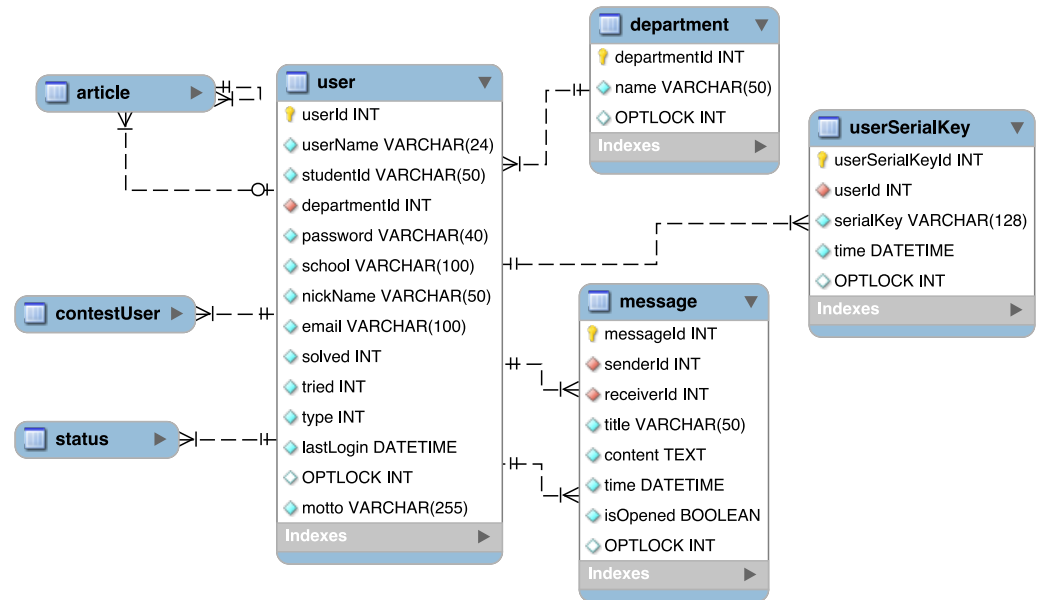 article
contestUser
status
user
userId INT
userName VARCHAR(24)
studentId VARCHAR(50)
departmentId INT
password VARCHAR(40)
school VARCHAR(100)
nickName VARCHAR(50)
email VARCHAR(100)
solved INT
tried INT
type INT
lastLogin DATETIME
OPTLOCK INT
motto VARCHAR(255)
Indexes
department
departmentId INT
name VARCHAR(50)
OPTLOCK INT
Indexes
userSerialKey
userSerialKeyId INT
userId INT
serialKey VARCHAR(128)
time DATETIME
OPTLOCK INT
Indexes
message
messageId INT
senderId INT
receiverId INT
title VARCHAR(50)
content TEXT
time DATETIME
isOpened BOOLEAN
OPTLOCK INT
Indexes